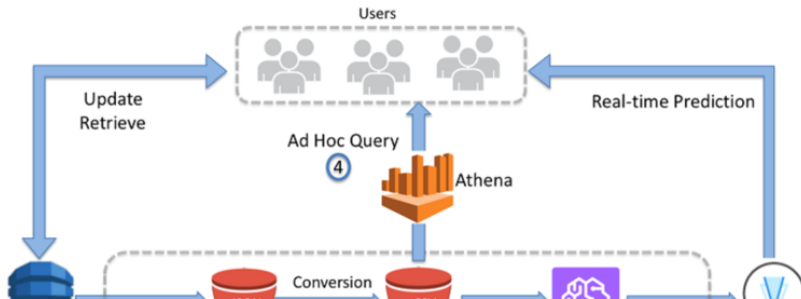 Users
Update
Retrieve
Real-time Prediction
Ad Hoc Query
4
Athena
Conversion